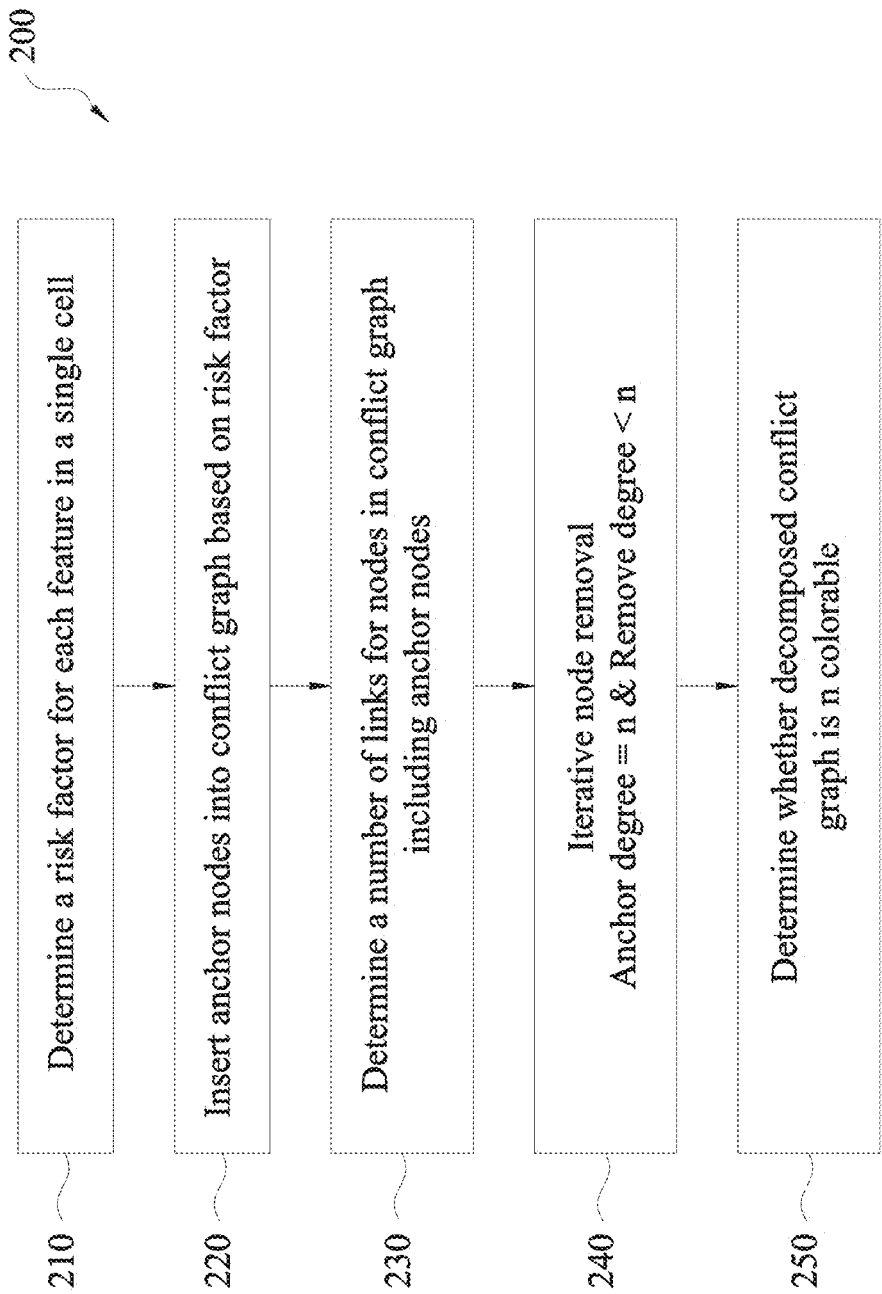 200
210
Determine a risk factor for each feature in a single cell
220
Insert anchor nodes into conflict graph based on risk factor
230
Determine a number of links for nodes in conflict graph
including anchor nodes
240
Iterative node removal
Anchor degree = n & Remove degree < n
250
Determine whether decomposed conflict
graph is n colorable